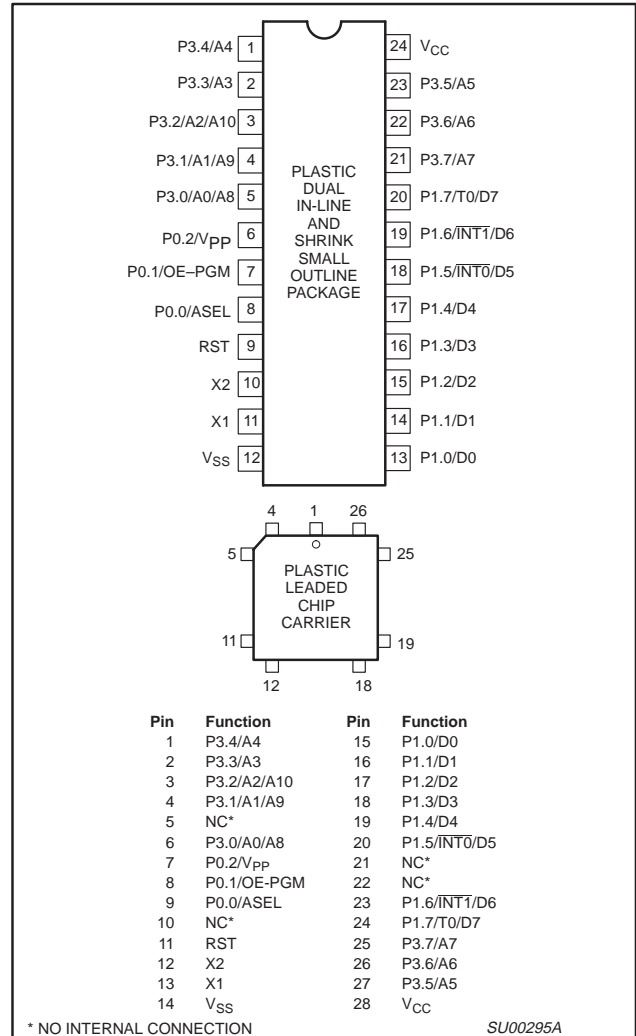 P3.4/A4 1 24 VCC
P3.3/A3 2 23 P3.5/A5
P3.2/A2/A10 3 22 P3.6/A6
P3.1/A1/A9 4 21 P3.7/A7
P3.0/A0/A8 5 20 P1.7/T0/D7
P0.2/VPP 6 19 P1.6/INT1/D6
P0.1/OE–PGM 7 18 P1.5/INT0/D5
P0.0/ASEL 8 17 P1.4/D4
RST 9 16 P1.3/D3
X2 10 15 P1.2/D2
X1 11 14 P1.1/D1
VSS 12 13 P1.0/D0
PLASTIC
DUAL
IN-LINE
AND
SHRINK
SMALL
OUTLINE
PACKAGE
4 1 26
5 25
PLASTIC
LEADED
CHIP
CARRIER
11 19
12 18
Pin Function Pin Function
1 P3.4/A4 15 P1.0/D0
2 P3.3/A3 16 P1.1/D1
3 P3.2/A2/A10 17 P1.2/D2
4 P3.1/A1/A9 18 P1.3/D3
5 NC* 19 P1.4/D4
6 P3.0/A0/A8 20 P1.5/INT0/D5
7 P0.2/VPP 21 NC*
8 P0.1/OE-PGM 22 NC*
9 P0.0/ASEL 23 P1.6/INT1/D6
10 NC* 24 P1.7/T0/D7
11 RST 25 P3.7/A7
12 X2 26 P3.6/A6
13 X1 27 P3.5/A5
14 VSS 28 VCC
* NO INTERNAL CONNECTION SU00295A